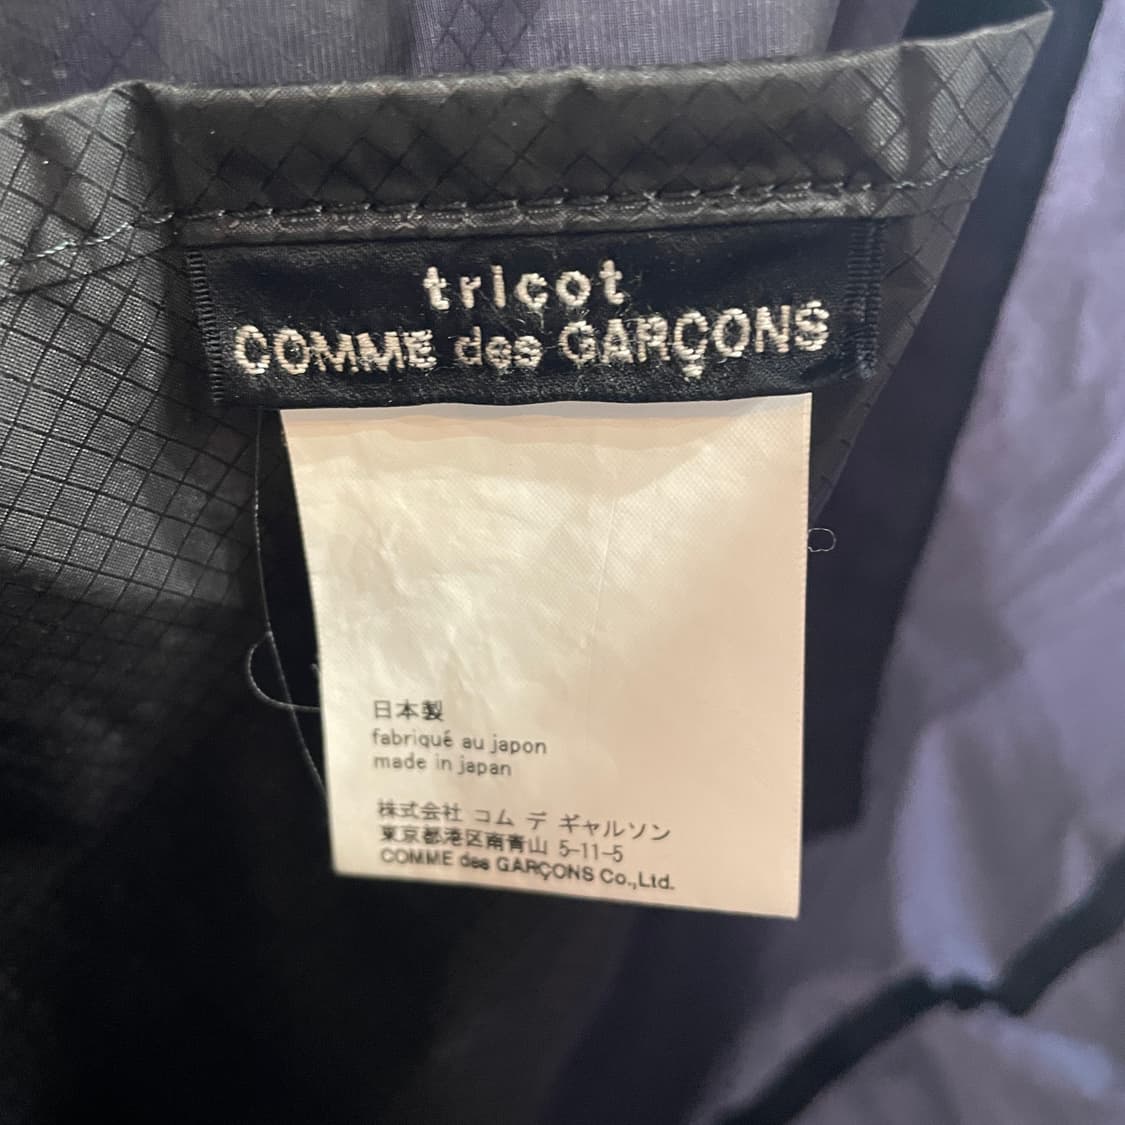 tricot
COMME des GARÇONS
日本製
fabriqué au japon
made in japan
株式会社 コム デ ギャルソン
東京都港区南青山 5-11-5
COMME des GARÇONS Co.,Ltd.